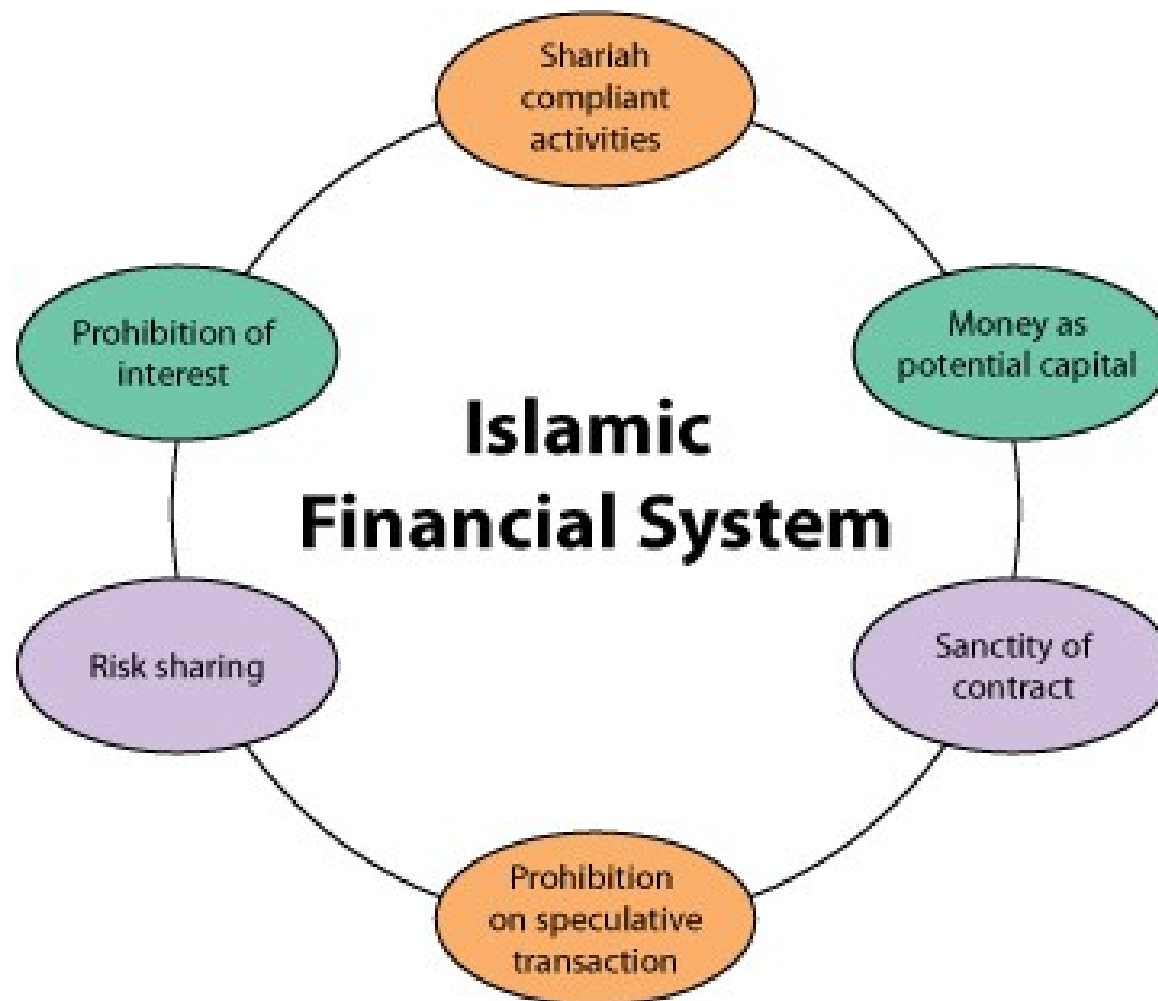 Shariah
compliant
activities
Prohibition of
interest
Money as
potential capital
Islamic
Financial System
Risk sharing
Sanctity of
contract
Prohibition
on speculative
transaction